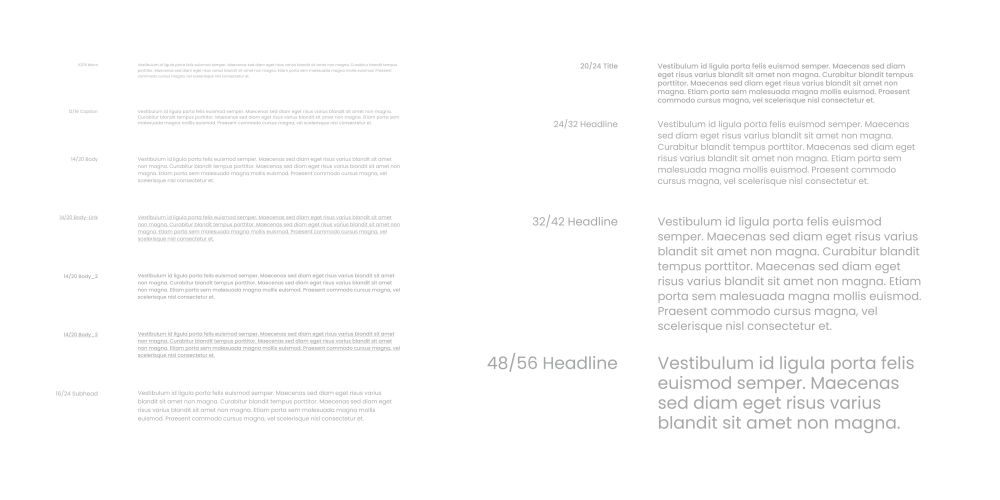 Vestibulum id ligula porta felis euismod semper. Maecenas sed diam eget risus varius blandit sit amet non magna. Curabitur blandit tempus
porttitor. Maecenas sed diam eget risus varius blandit sit amet non magna. Etiam porta sem malesuada magna mollis euismod. Praesent
commodo cursus magna, vel scelerisque nisl consectetur et.
12/16 Caption
Vestibulum id ligula porta felis euismod semper. Maecenas sed diam eget risus varius blandit sit amet non magna.
Curabitur blandit tempus porttitor. Maecenas sed diam eget risus varius blandit sit amet non magna. Etiam porta sem
malesuada magna mollis euismod. Praesent commodo cursus magna, vel scelerisque nisl consectetur et.
14/20 Body
Vestibulum id ligula porta felis euismod semper. Maecenas sed diam eget risus varius blandit sit amet
non magna. Curabitur blandit tempus porttitor. Maecenas sed diam eget risus varius blandit sit amet non
magna. Etiam porta sem malesuada magna mollis euismod. Praesent commodo cursus magna, vel
scelerisque nisl consectetur et.
14/20 Body-Link
Vestibulum id ligula porta felis euismod semper. Maecenas sed diam eget risus varius blandit sit amet
non magna. Curabitur blandit tempus porttitor. Maecenas sed diam eget risus varius blandit sit amet non
magna. Etiam porta sem malesuada magna mollis euismod. Praesent commodo cursus magna, vel
scelerisque nisl consectetur et.
14/20 Body_2
Vestibulum id ligula porta felis euismod semper. Maecenas sed diam eget risus varius blandit sit amet
non magna. Curabitur blandit tempus porttitor. Maecenas sed diam eget risus varius blandit sit amet non
magna. Etiam porta sem malesuada magna mollis euismod. Praesent commodo cursus magna, vel
scelerisque nisl consectetur et.
14/20 Body_2
Vestibulum id ligula porta felis euismod semper. Maecenas sed diam eget risus varius blandit sit amet
non magna. Curabitur blandit tempus porttitor. Maecenas sed diam eget risus varius blandit sit amet non
magna. Etiam porta sem malesuada magna mollis euismod. Praesent commodo cursus magna, vel
scelerisque nisl consectetur et.
16/24 Subhead
Vestibulum id ligula porta felis euismod semper. Maecenas sed diam eget risus varius
blandit sit amet non magna. Curabitur blandit tempus porttitor. Maecenas sed diam eget
risus varius blandit sit amet non magna. Etiam porta sem malesuada magna mollis
euismod. Praesent commodo cursus magna, vel scelerisque nisl consectetur et.
20/24 Title
Vestibulum id ligula porta felis euismod semper. Maecenas sed diam
eget risus varius blandit sit amet non magna. Curabitur blandit tempus
porttitor. Maecenas sed diam eget risus varius blandit sit amet non
magna. Etiam porta sem malesuada magna mollis euismod. Praesent
commodo cursus magna, vel scelerisque nisl consectetur et.
24/32 Headline
Vestibulum id ligula porta felis euismod semper. Maecenas
sed diam eget risus varius blandit sit amet non magna.
Curabitur blandit tempus porttitor. Maecenas sed diam eget
risus varius blandit sit amet non magna. Etiam porta sem
malesuada magna mollis euismod. Praesent commodo
cursus magna, vel scelerisque nisl consectetur et.
32/42 Headline
Vestibulum id ligula porta felis euismod
semper. Maecenas sed diam eget risus varius
blandit sit amet non magna. Curabitur blandit
tempus porttitor. Maecenas sed diam eget
risus varius blandit sit amet non magna. Etiam
porta sem malesuada magna mollis euismod.
Praesent commodo cursus magna, vel
scelerisque nisl consectetur et.
48/56 Headline
Vestibulum id ligula porta felis
euismod semper. Maecenas
sed diam eget risus varius
blandit sit amet non magna.